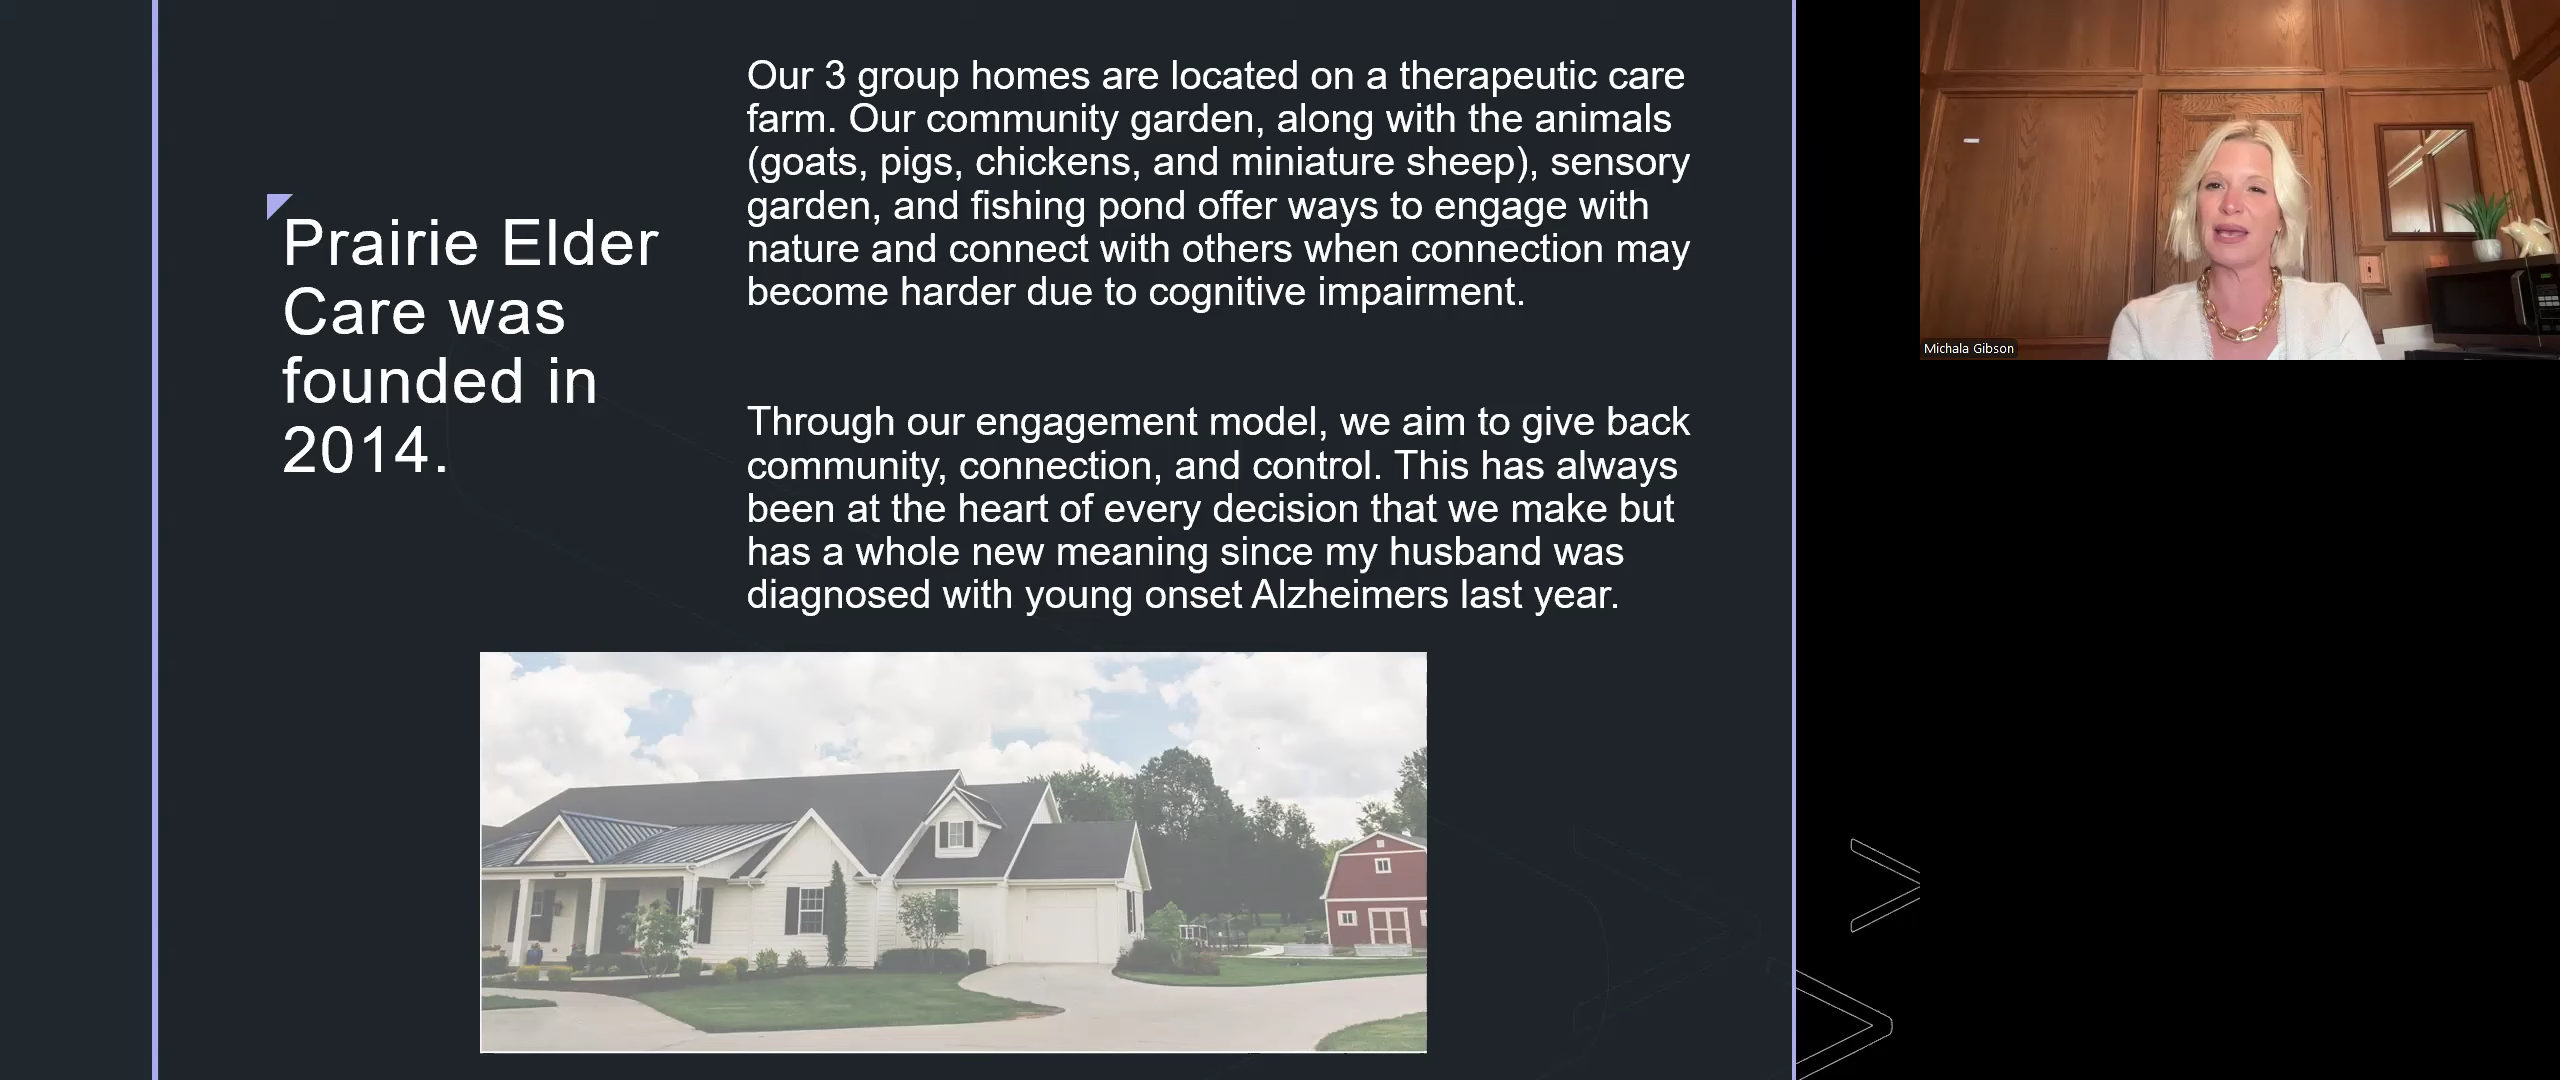 Prairie Elder
Care was
founded in
2014.
Our 3 group homes are located on a therapeutic care
farm. Our community garden, along with the animals
(goats, pigs, chickens, and miniature sheep), sensory
garden, and fishing pond offer ways to engage with
nature and connect with others when connection may
become harder due to cognitive impairment.
Through our engagement model, we aim to give back
community, connection, and control. This has always
been at the heart of every decision that we make but
has a whole new meaning since my husband was
diagnosed with young onset Alzheimers last year.
Michala Gibson